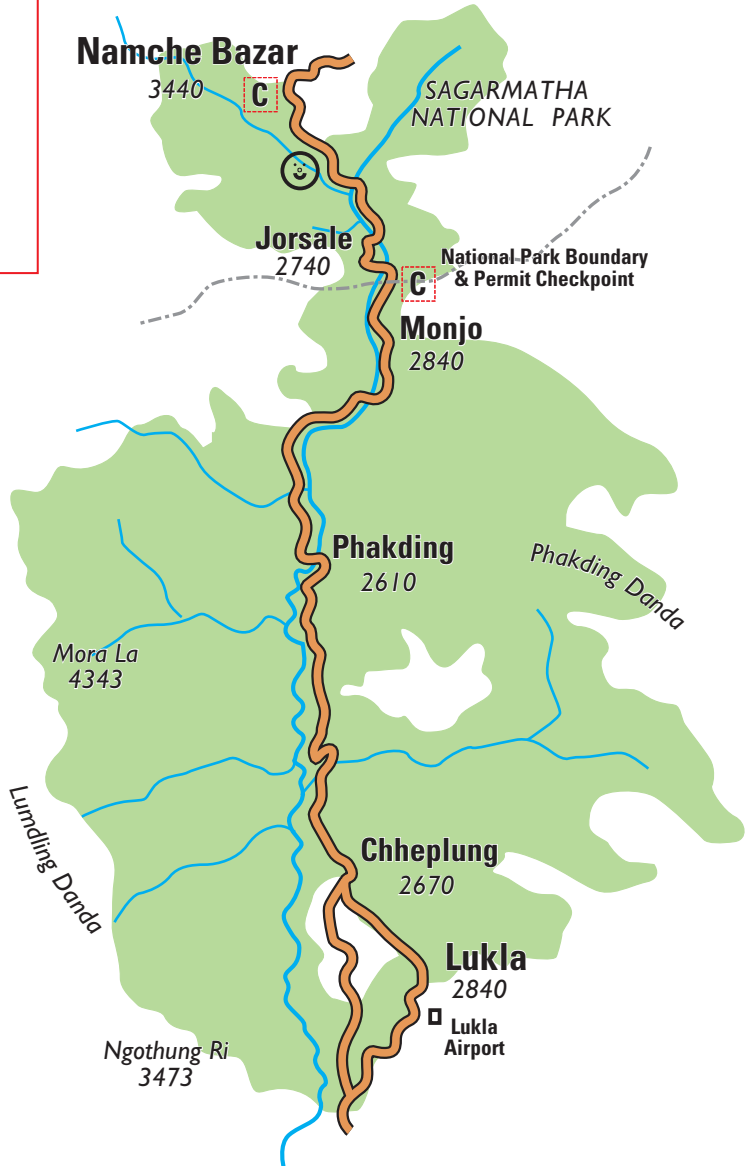 Namche Bazar
3440
C
SAGARMATHA
NATIONAL PARK
Jorsale
2740
National Park Boundary
& Permit Checkpoint
C
Monjo
2840
Phakding
2610
Phakding Danda
Mora La
4343
Lumdling Danda
Chheplung
2670
Lukla
2840
Lukla
Airport
Ngothung Ri
3473